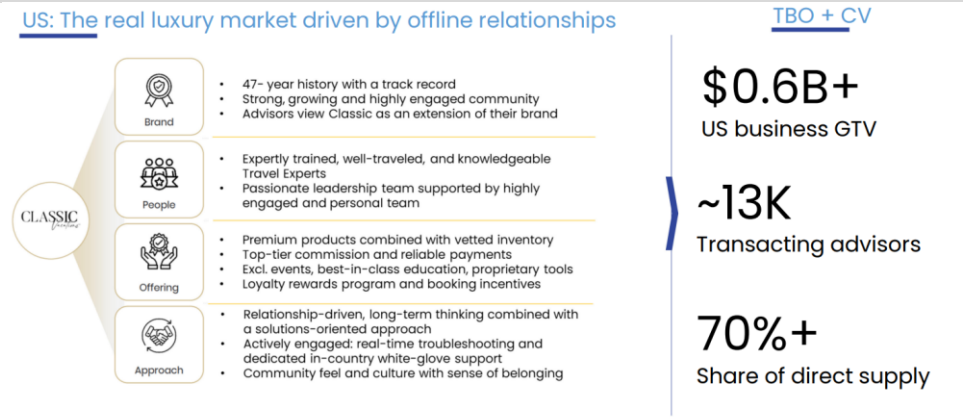 US: The real luxury market driven by offline relationships
TBO + CV
CLASSIC
Vacations
Brand
• 47- year history with a track record
• Strong, growing and highly engaged community
• Advisors view Classic as an extension of their brand
People
• Expertly trained, well-traveled, and knowledgeable
Travel Experts
• Passionate leadership team supported by highly
engaged and personal team
Offering
• Premium products combined with vetted inventory
• Top-tier commission and reliable payments
• Excl. events, best-in-class education, proprietary tools
• Loyalty rewards program and booking incentives
Approach
• Relationship-driven, long-term thinking combined with
a solutions-oriented approach
• Actively engaged: real-time troubleshooting and
dedicated in-country white-glove support
• Community feel and culture with sense of belonging
$0.6B+
US business GTV
~13K
Transacting advisors
70%+
Share of direct supply